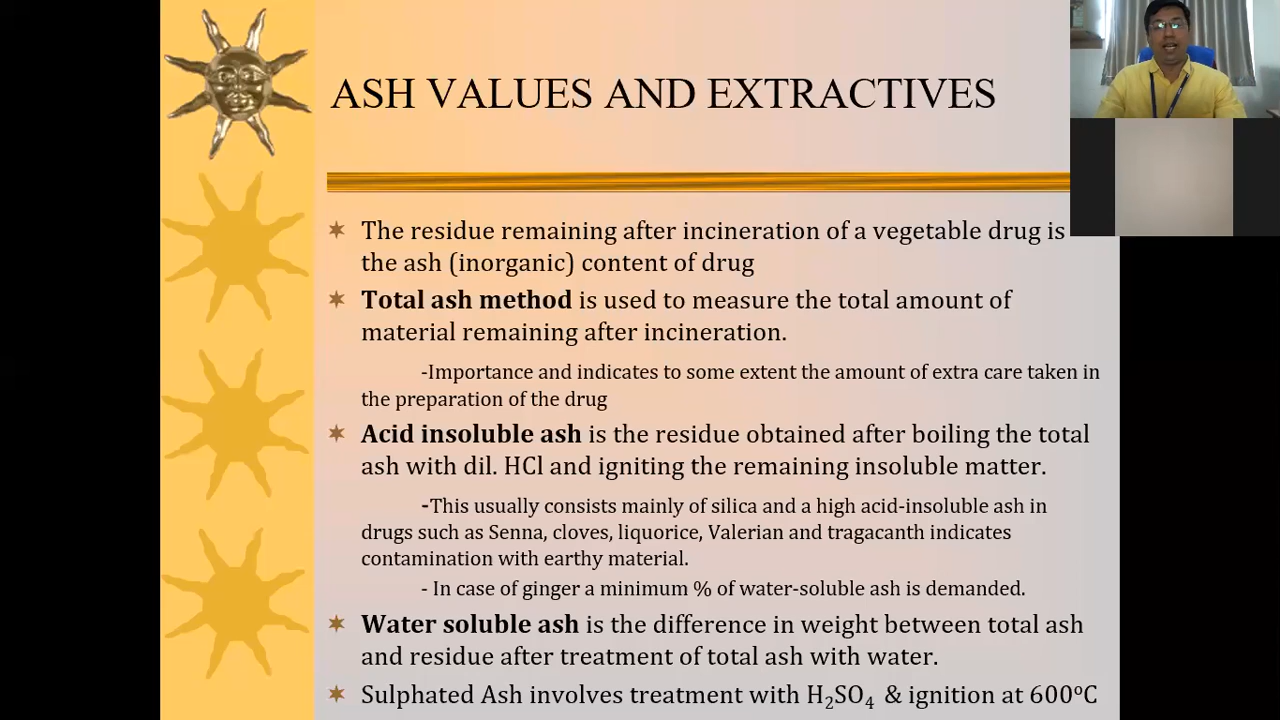 ASH VALUES AND EXTRACTIVES
The residue remaining after incineration of a vegetable drug is
the ash (inorganic) content of drug
Total ash method is used to measure the total amount of
material remaining after incineration.
-Importance and indicates to some extent the amount of extra care taken in
the preparation of the drug
Acid insoluble ash is the residue obtained after boiling the total
ash with dil. HCl and igniting the remaining insoluble matter.
-This usually consists mainly of silica and a high acid-insoluble ash in
drugs such as Senna, cloves, liquorice, Valerian and tragacanth indicates
contamination with earthy material.
- In case of ginger a minimum % of water-soluble ash is demanded.
Water soluble ash is the difference in weight between total ash
and residue after treatment of total ash with water.
Sulphated Ash involves treatment with H₂SO₄ & ignition at 600⁰C